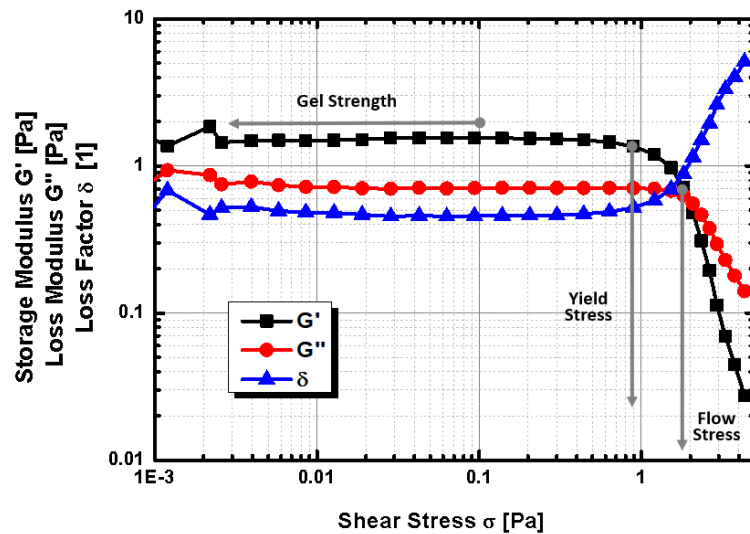 Storage Modulus G' [Pa]
Loss Modulus G'' [Pa]
Loss Factor δ [1]
10
1
0.1
0.01
Gel Strength
Yield
Stress
Flow
Stress
G'
G''
δ
1E-3
0.01
0.1
1
Shear Stress σ [Pa]